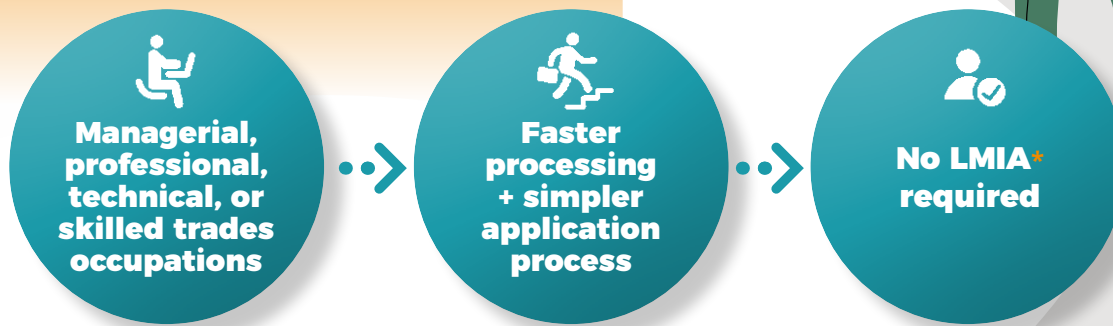 Managerial,
professional,
technical, or
skilled trades
occupations
Faster
processing
+ simpler
application
process
No LMIA*
required